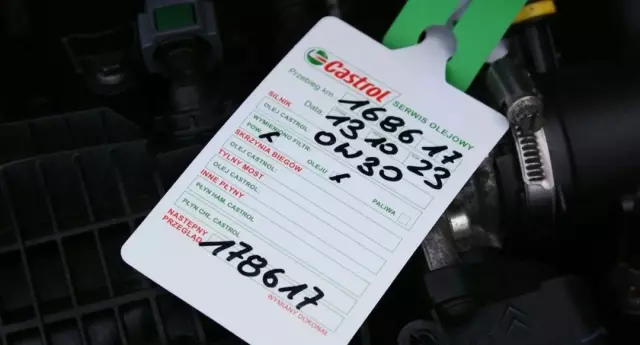 Castrol
SERWIS OLEJOWY
Przebieg km. 168617
SILNIK Data 13 10 23
OLEJ CASTROL 0W30
WYMIENIONO FILTR: OLEJU
POW. PALIWA
SKRZYNIA BIEGÓW
OLEJ CASTROL
TYLNY MOST
OLEJ CASTROL
INNE PŁYNY
PŁYN HAM. CASTROL
PŁYN CHŁ. CASTROL
NASTĘPNY
PRZEGLĄD 178617
WYMIANY DOKONAŁ